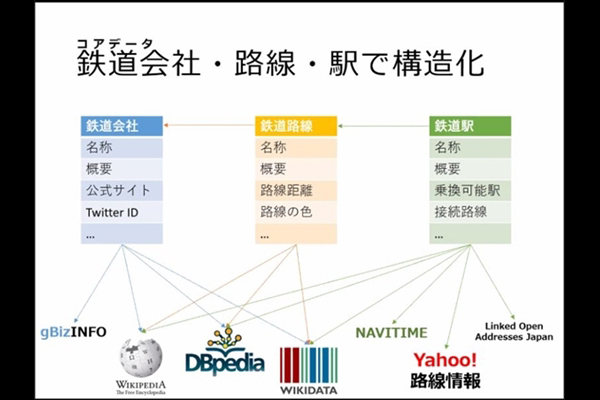 コアデータ
鉄道会社・路線・駅で構造化
鉄道会社
名称
概要
公式サイト
Twitter ID
...
鉄道路線
名称
概要
路線距離
路線の色
...
鉄道駅
名称
概要
乗換可能駅
接続路線
...
gBizINFO
WIKIPEDIA
The Free Encyclopedia
DBpedia
WIKIDATA
NAVITIME
Yahoo!
路線情報
Linked Open
Addresses Japan